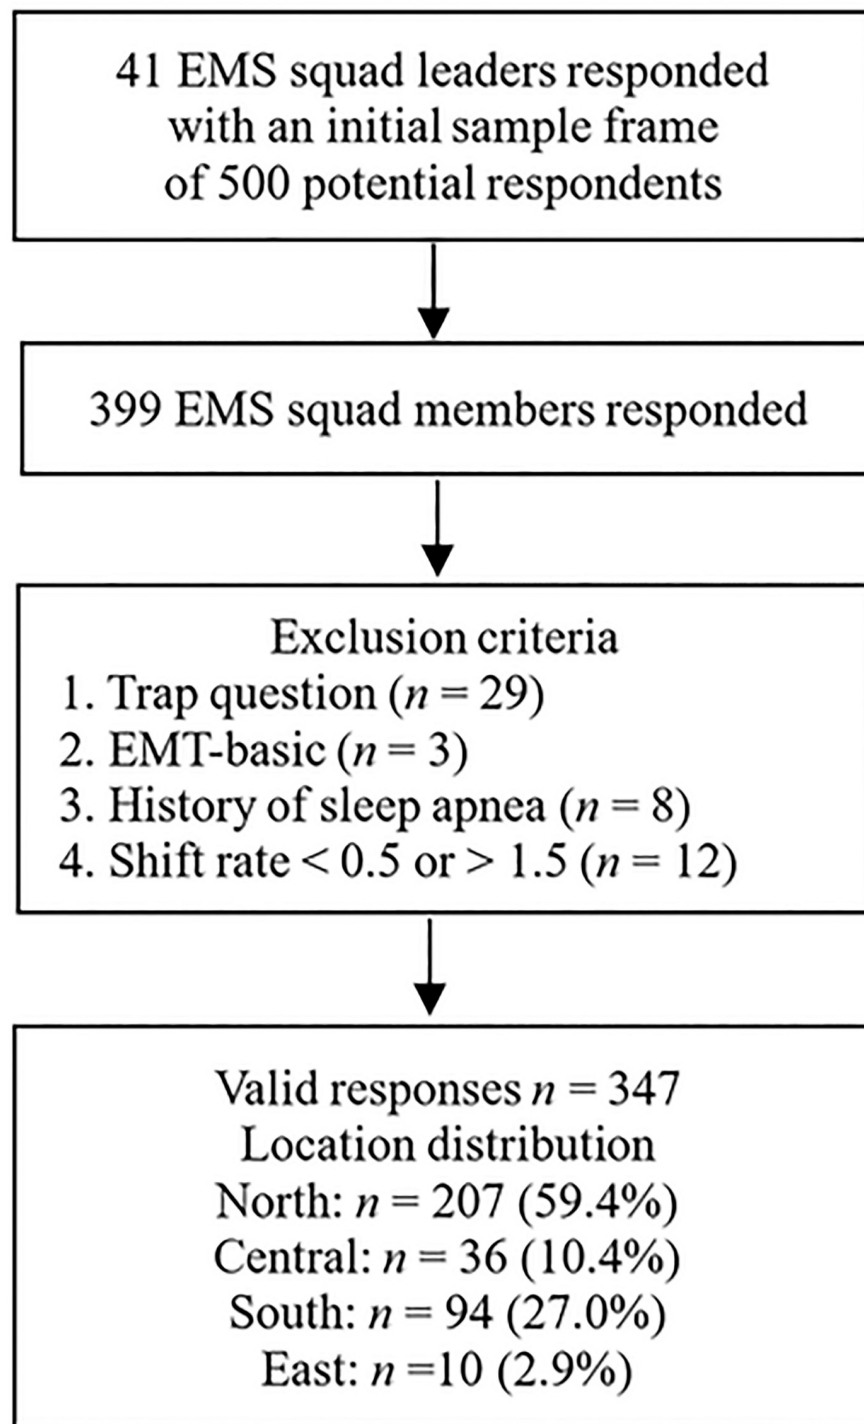 41 EMS squad leaders responded
with an initial sample frame
of 500 potential respondents
399 EMS squad members responded
Exclusion criteria
1. Trap question (n = 29)
2. EMT-basic (n = 3)
3. History of sleep apnea (n = 8)
4. Shift rate < 0.5 or > 1.5 (n = 12)
Valid responses n = 347
Location distribution
North: n = 207 (59.4%)
Central: n = 36 (10.4%)
South: n = 94 (27.0%)
East: n =10 (2.9%)